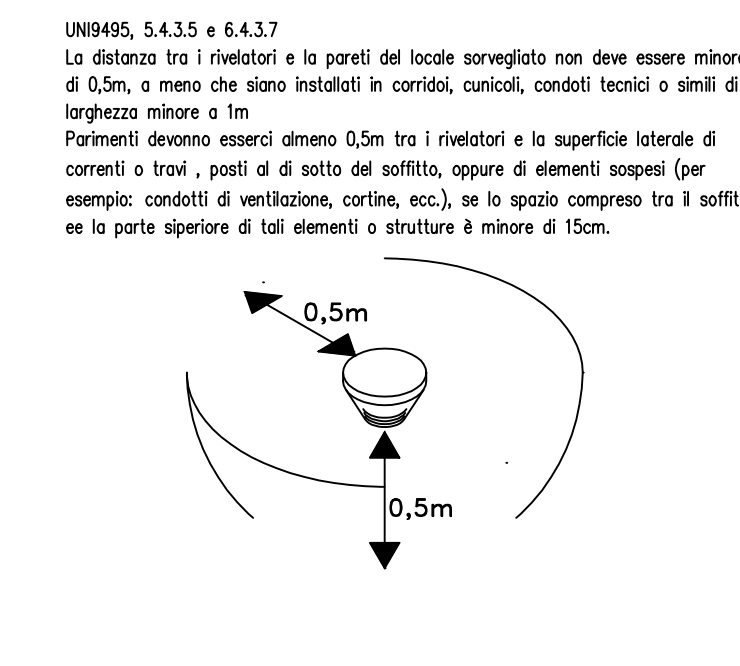 UNI9495, 5.4.3.5 e 6.4.3.7
La distanza tra i rivelatori e la pareti del locale sorvegliato non deve essere minore
di 0,5m, a meno che siano installati in corridoi, cunicoli, condoti tecnici o simili di
larghezza minore a 1m
Parimenti devonno esserci almeno 0,5m tra i rivelatori e la superficie laterale di
correnti o travi , posti al di sotto del soffitto, oppure di elementi sospesi (per
esempio: condotti di ventilazione, cortine, ecc.), se lo spazio compreso tra il soffit
ee la parte siperiore di tali elementi o strutture è minore di 15cm.
0,5m
0,5m